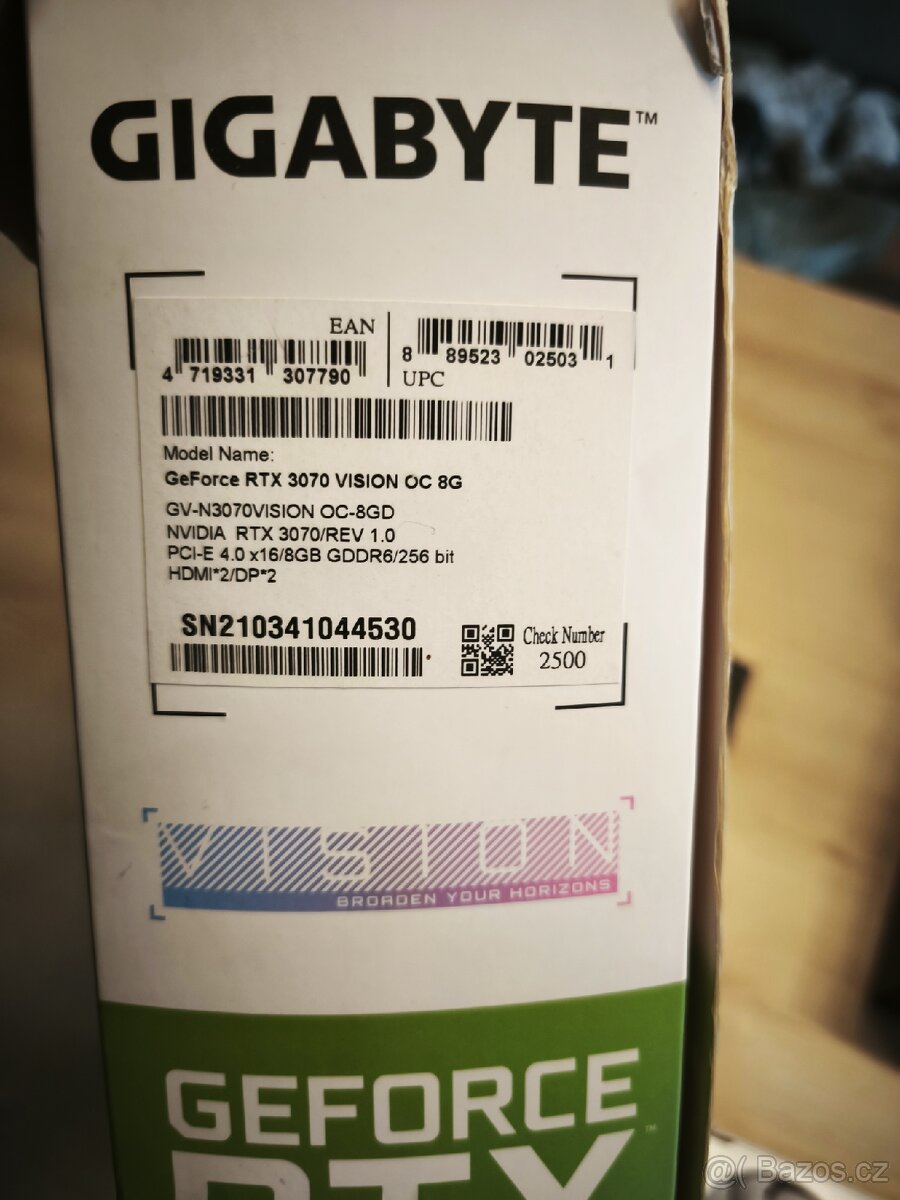 GIGABYTE™
EAN
4 719331 307790
8 89523 02503 1
UPC
Model Name:
GeForce RTX 3070 VISION OC 8G
GV-N3070VISION OC-8GD
NVIDIA RTX 3070/REV 1.0
PCI-E 4.0 x16/8GB GDDR6/256 bit
HDMI*2/DP*2
SN210341044530
Check Number
2500
VISION
BROADEN YOUR HORIZONS
GEFORCE
RTX™
@( Bazos.cz